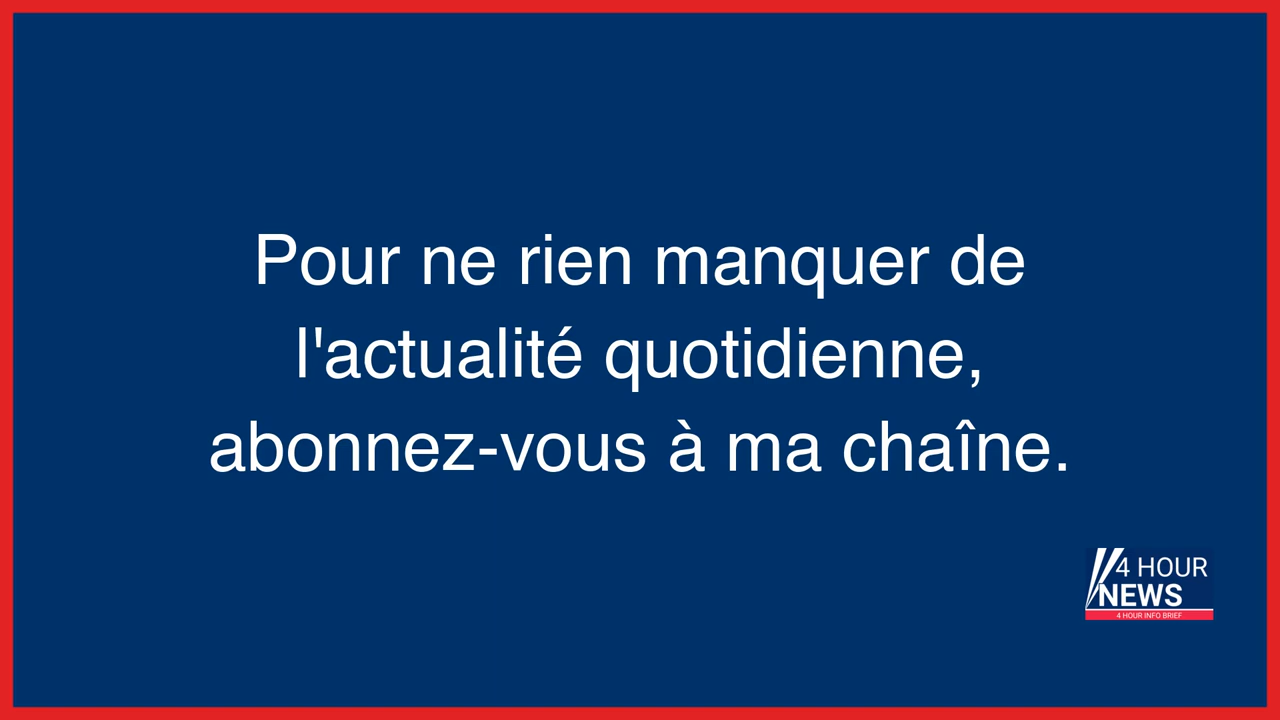 Pour ne rien manquer de
l'actualité quotidienne,
abonnez-vous à ma chaîne.
4 HOUR
NEWS
4 HOUR INFO BRIEF